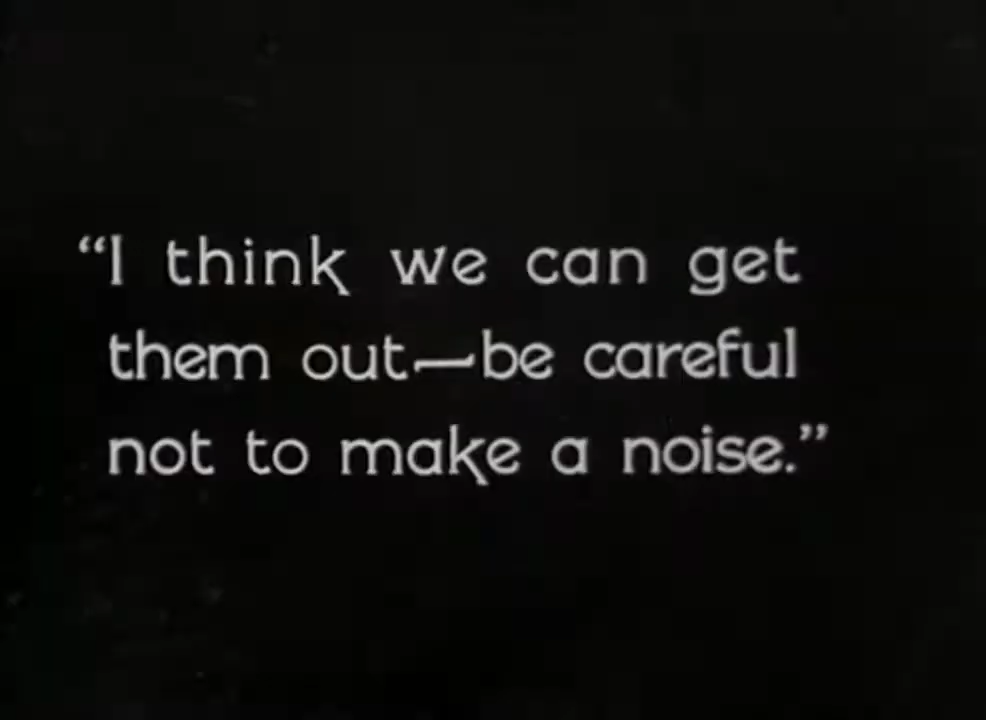 “I think we can get
them out—be careful
not to make a noise.”